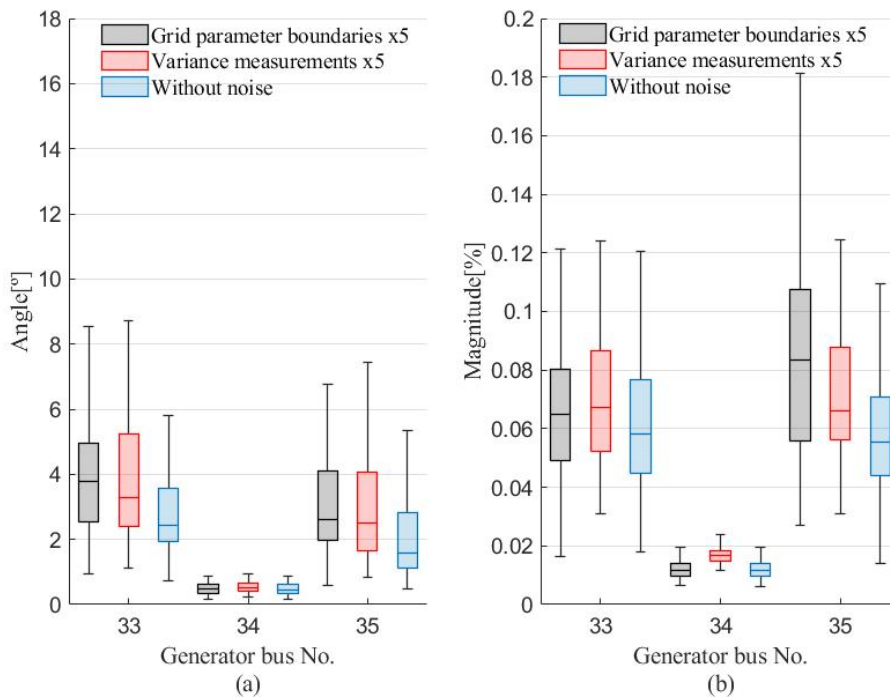 18
16
14
12
10
8
6
4
2
0
Angle[º]
Grid parameter boundaries x5
Variance measurements x5
Without noise
33
34
35
Generator bus No.
(a)
0.2
0.18
0.16
0.14
0.12
0.1
0.08
0.06
0.04
0.02
0
Magnitude[%]
Grid parameter boundaries x5
Variance measurements x5
Without noise
33
34
35
Generator bus No.
(b)